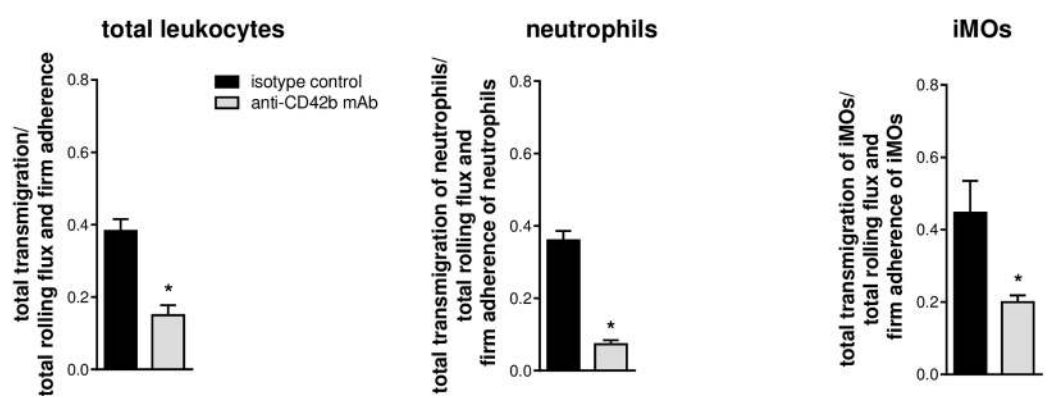 total leukocytes
total transmigration/
total rolling flux and firm adherence
0.8
0.6
0.4
0.2
0.0
isotype control
anti-CD42b mAb
*
neutrophils
total transmigration of neutrophils/
total rolling flux and
firm adherence of neutrophils
0.8
0.6
0.4
0.2
0.0
*
iMOs
total transmigration of iMOs/
total rolling flux and
firm adherence of iMOs
0.8
0.6
0.4
0.2
0.0
*